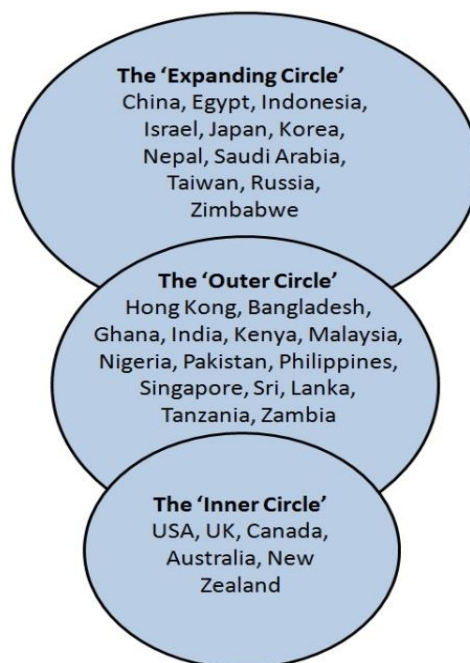 The ‘Expanding Circle’
China, Egypt, Indonesia,
Israel, Japan, Korea,
Nepal, Saudi Arabia,
Taiwan, Russia,
Zimbabwe
The ‘Outer Circle’
Hong Kong, Bangladesh,
Ghana, India, Kenya, Malaysia,
Nigeria, Pakistan, Philippines,
Singapore, Sri, Lanka,
Tanzania, Zambia
The ‘Inner Circle’
USA, UK, Canada,
Australia, New
Zealand